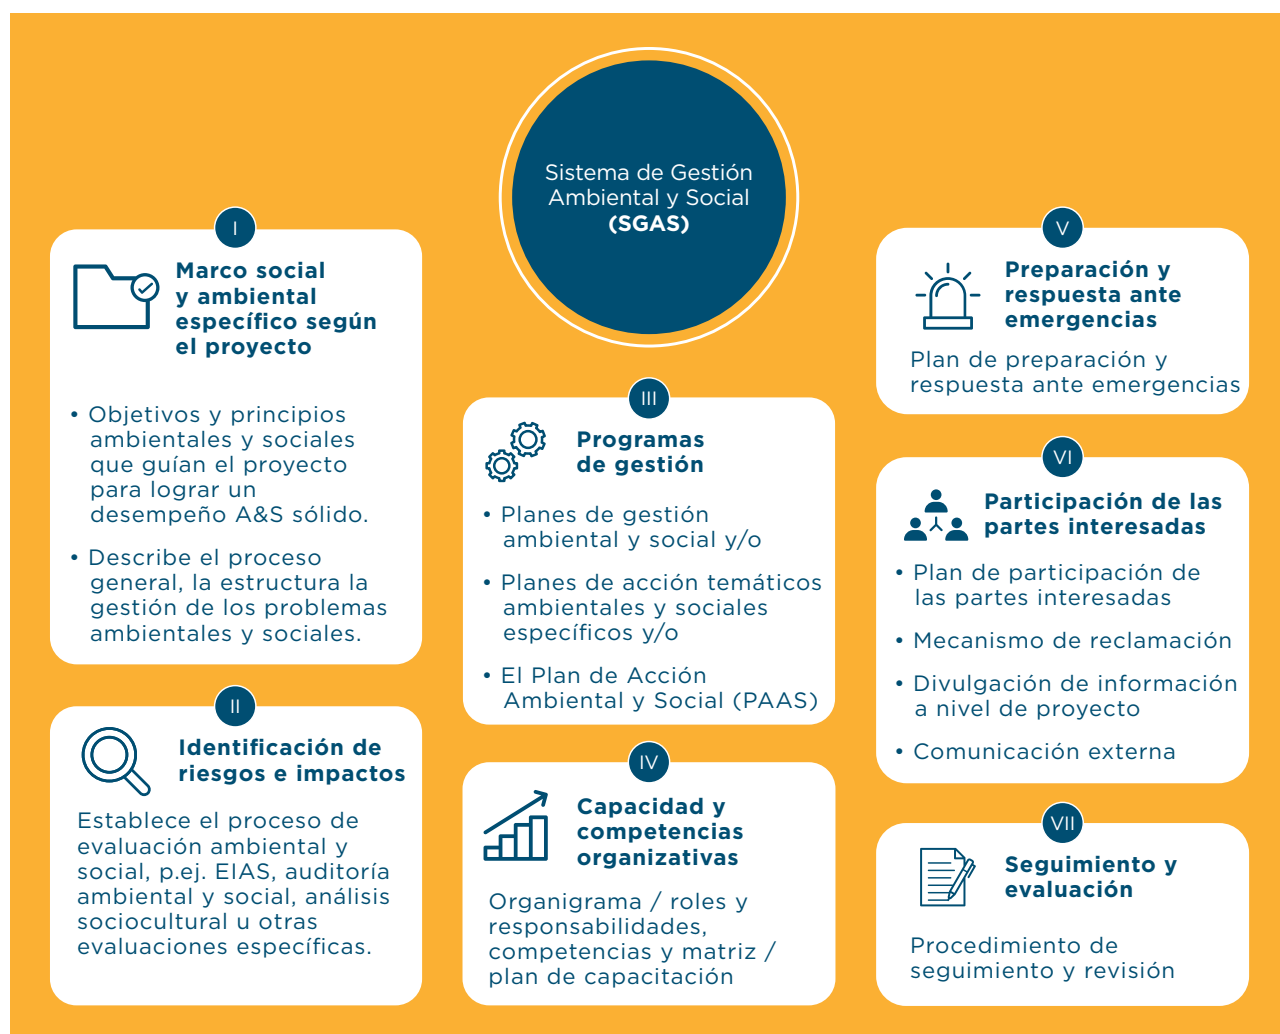 Sistema de Gestión
Ambiental y Social
(SGAS)
I
Marco social
y ambiental
específico según
el proyecto
• Objetivos y principios
ambientales y sociales
que guían el proyecto
para lograr un
desempeño A&S sólido.
• Describe el proceso
general, la estructura la
gestión de los problemas
ambientales y sociales.
II
Identificación de
riesgos e impactos
Establece el proceso de
evaluación ambiental y
social, p.ej. EIAS, auditoría
ambiental y social, análisis
sociocultural u otras
evaluaciones específicas.
III
Programas
de gestión
• Planes de gestión
ambiental y social y/o
• Planes de acción temáticos
ambientales y sociales
específicos y/o
• El Plan de Acción
Ambiental y Social (PAAS)
IV
Capacidad y
competencias
organizativas
Organigrama / roles y
responsabilidades,
competencias y matriz /
plan de capacitación
V
Preparación y
respuesta ante
emergencias
Plan de preparación y
respuesta ante emergencias
VI
Participación de las
partes interesadas
• Plan de participación de
las partes interesadas
• Mecanismo de reclamación
• Divulgación de información
a nivel de proyecto
• Comunicación externa
VII
Seguimiento y
evaluación
Procedimiento de
seguimiento y revisión